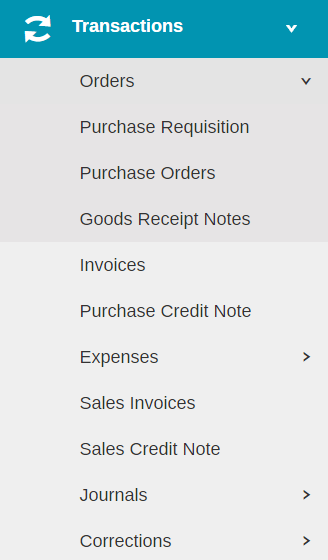 Transactions
Orders
Purchase Requisition
Purchase Orders
Goods Receipt Notes
Invoices
Purchase Credit Note
Expenses
Sales Invoices
Sales Credit Note
Journals
Corrections